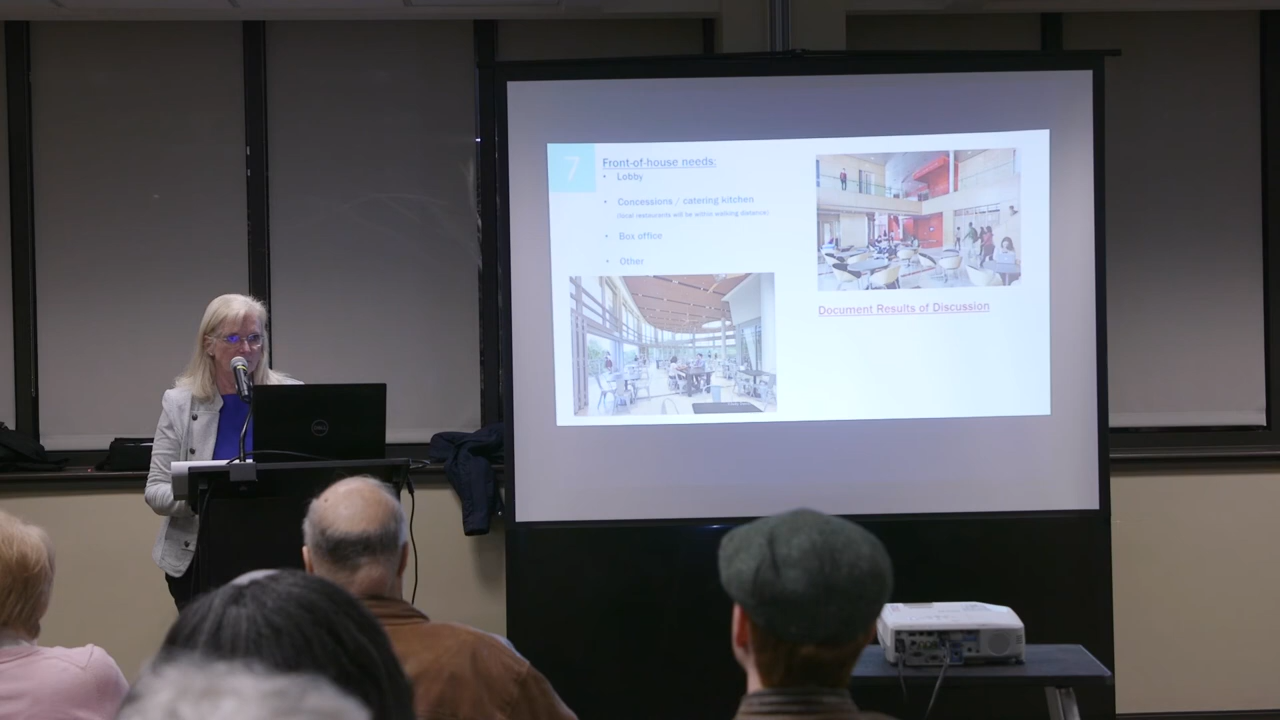 7
Front-of-house needs:
• Lobby
• Concessions / catering kitchen
(local restaurants will be within walking distance)
• Box office
• Other
Document Results of Discussion
DELL